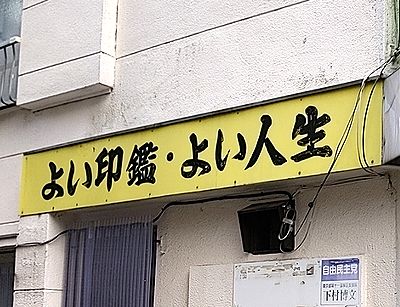 よい印鑑・よい人生
自由民主党
下村博文